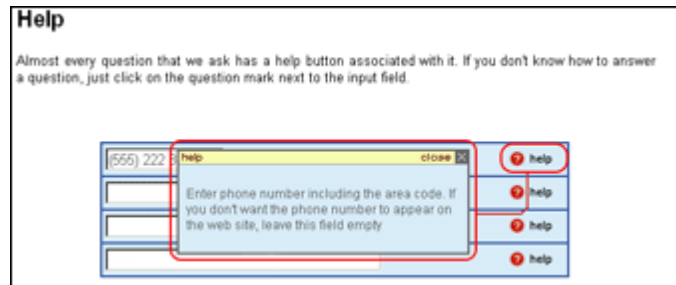 Help
Almost every question that we ask has a help button associated with it. If you don't know how to answer
a question, just click on the question mark next to the input field.
(555) 222
help close
help
Enter phone number including the area code. If
you don't want the phone number to appear on
the web site, leave this field empty
help
help
help